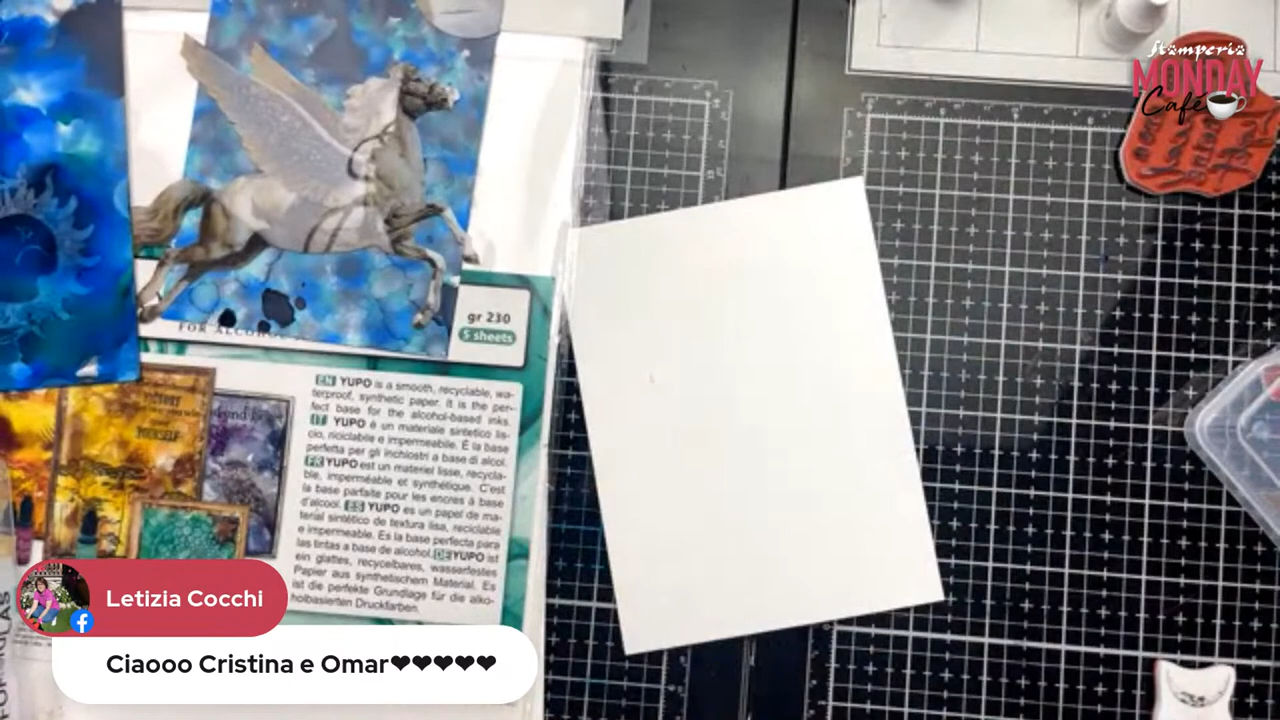 Stamperia
MONDAY
Café
gr 230
5 sheets
FOR ALCOHOL
EN YUPO is a smooth, recyclable, wa-
terproof, synthetic paper. It is the per-
fect base for the alcohol-based inks.
IT YUPO è un materiale sintetico lis-
cio, riciclabile e impermeabile. È la base
perfetta per gli inchiostri a base di alcol.
FR YUPO est un materiel lisse, recycla-
ble, imperméable et synthétique. C'est
la base parfaite pour les encres à base
d'alcool. ES YUPO es un papel de ma-
terial sintético de textura lisa, reciclable
e impermeable. Es la base perfecta para
las tintas a base de alcohol. DE YUPO ist
ein glattes, recycelbares, wasserfestes
Papier aus synthetischem Material. Es
ist die perfekte Grundlage für die alko-
holbasierten Druckfarben.
YOURSELF
Letizia Cocchi
Ciaooo Cristina e Omar❤❤❤❤❤